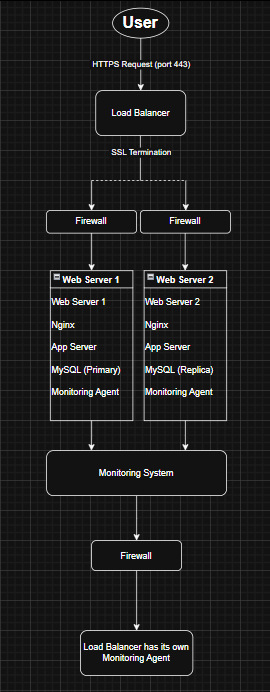 User
HTTPS Request (port 443)
Load Balancer
SSL Termination
Firewall
Firewall
Web Server 1
Web Server 1
Nginx
App Server
MySQL (Primary)
Monitoring Agent
Web Server 2
Web Server 2
Nginx
App Server
MySQL (Replica)
Monitoring Agent
Monitoring System
Firewall
Load Balancer has its own
Monitoring Agent